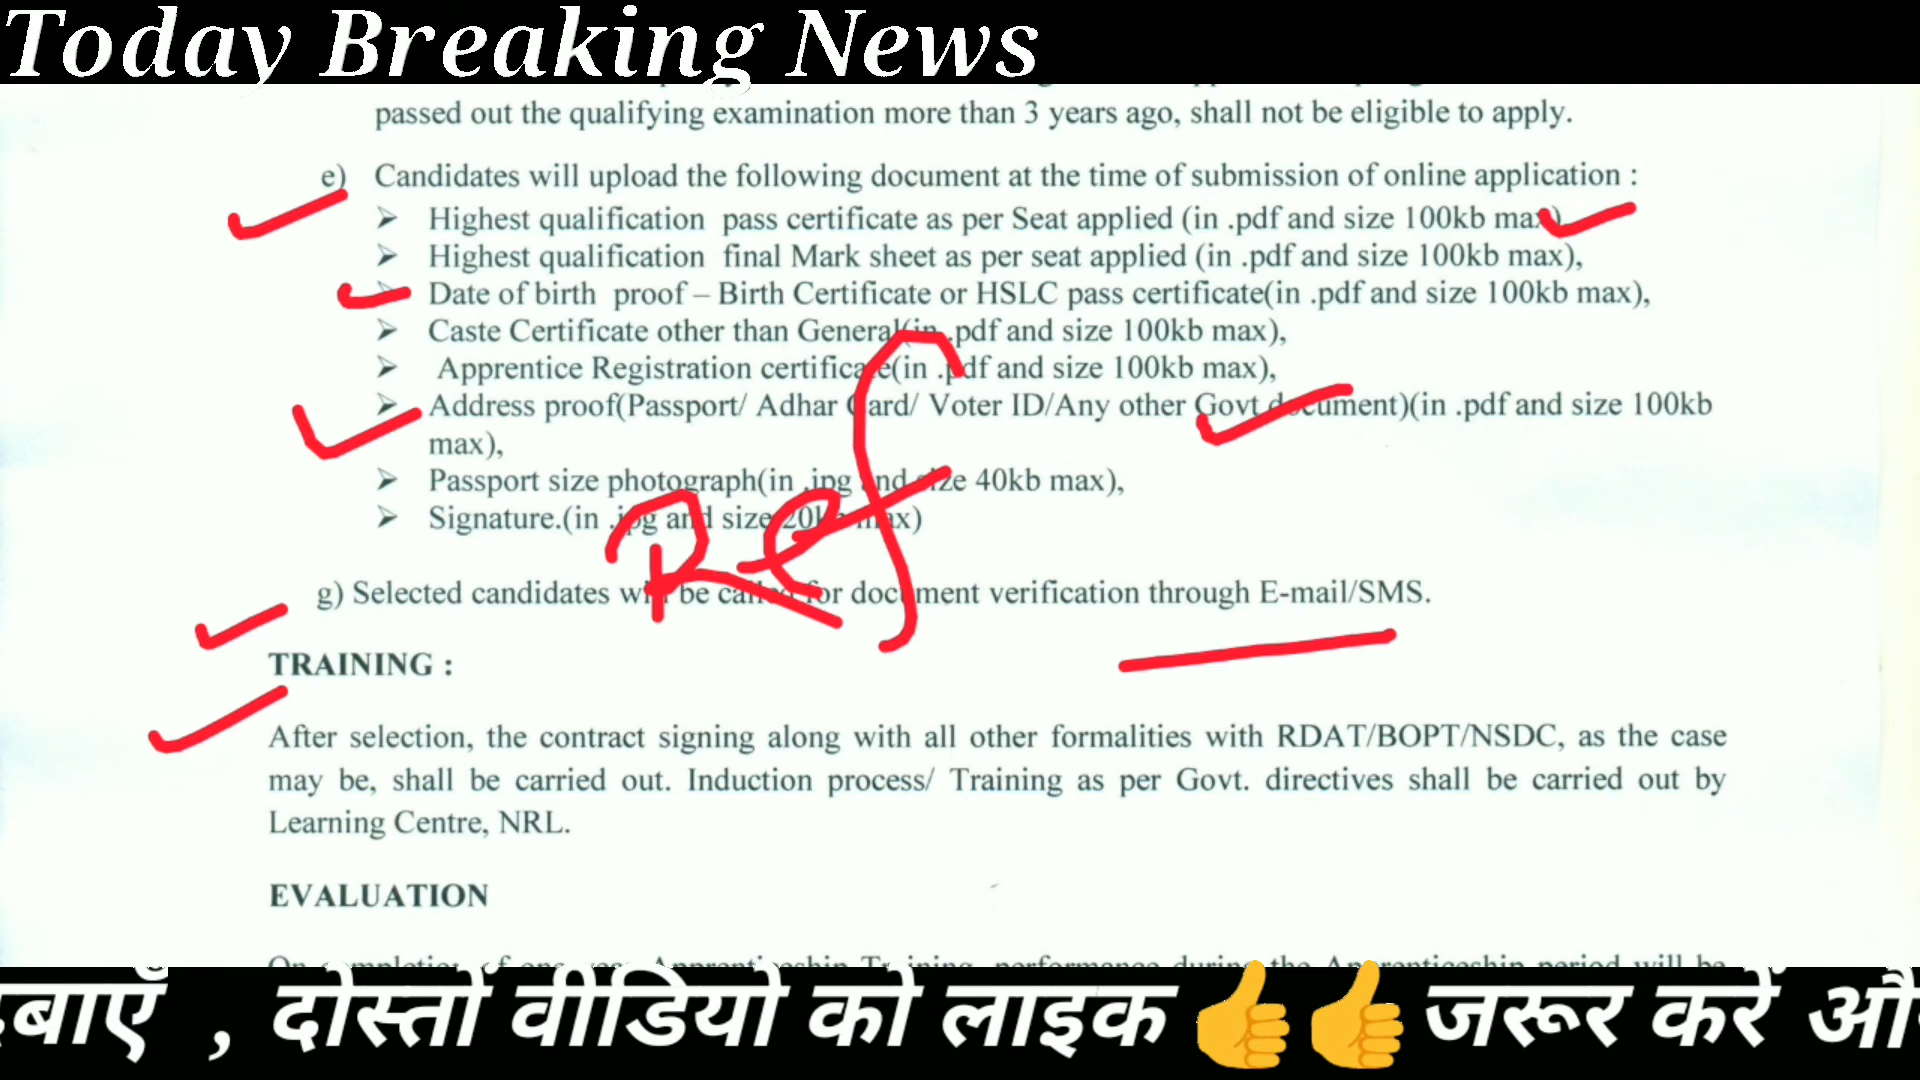 Today Breaking News
passed out the qualifying examination more than 3 years ago, shall not be eligible to apply.
e) Candidates will upload the following document at the time of submission of online application :
➤ Highest qualification pass certificate as per Seat applied (in .pdf and size 100kb max)
➤ Highest qualification final Mark sheet as per seat applied (in .pdf and size 100kb max),
➤ Date of birth proof – Birth Certificate or HSLC pass certificate(in .pdf and size 100kb max),
➤ Caste Certificate other than General(in .pdf and size 100kb max),
➤ Apprentice Registration certificate(in .pdf and size 100kb max),
➤ Address proof(Passport/ Adhar Card/ Voter ID/Any other Govt document)(in .pdf and size 100kb
max),
➤ Passport size photograph(in .jpg and size 40kb max),
➤ Signature.(in .jpg and size 20kb max)
Ref
g) Selected candidates will be called for document verification through E-mail/SMS.
TRAINING :
After selection, the contract signing along with all other formalities with RDAT/BOPT/NSDC, as the case
may be, shall be carried out. Induction process/ Training as per Govt. directives shall be carried out by
Learning Centre, NRL.
EVALUATION
दबाएँ , दोस्तों वीडियो को लाइक 👍👍 जरूर करें